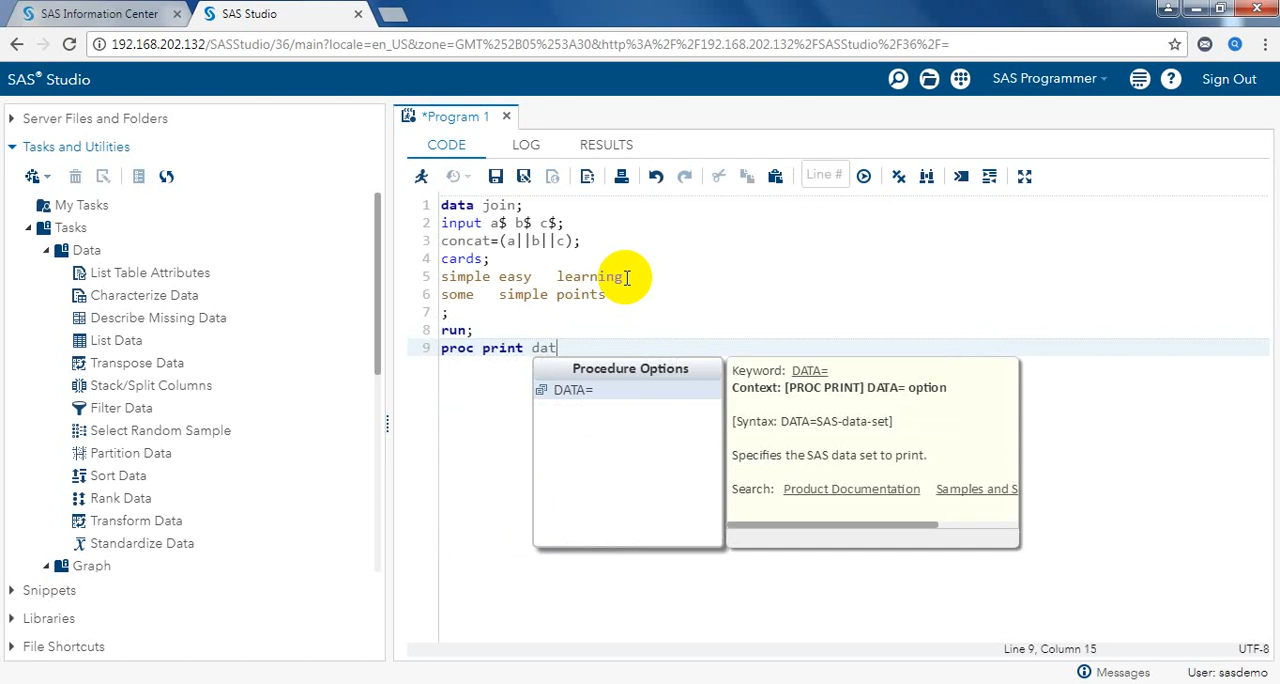 SAS Information Center
SAS Studio
192.168.202.132/SASStudio/36/main?locale=en_US&zone=GMT%252B05%253A30&http%3A%2F%2F192.168.202.132%2FSASStudio%2F36%2F=
SAS® Studio
SAS Programmer
Sign Out
Server Files and Folders
Tasks and Utilities
My Tasks
Tasks
Data
List Table Attributes
Characterize Data
Describe Missing Data
List Data
Transpose Data
Stack/Split Columns
Filter Data
Select Random Sample
Partition Data
Sort Data
Rank Data
Transform Data
Standardize Data
Graph
Snippets
Libraries
File Shortcuts
*Program 1
CODE LOG RESULTS
Line #
1 data join;
2 input a$ b$ c$;
3 concat=(a||b||c);
4 cards;
5 simple easy   learning
6 some   simple points
7 ;
8 run;
9 proc print dat
Procedure Options
DATA=
Keyword: DATA=
Context: [PROC PRINT] DATA= option
[Syntax: DATA=SAS-data-set]
Specifies the SAS data set to print.
Search: Product Documentation Samples and S
Line 9, Column 15
UTF-8
Messages
User: sasdemo